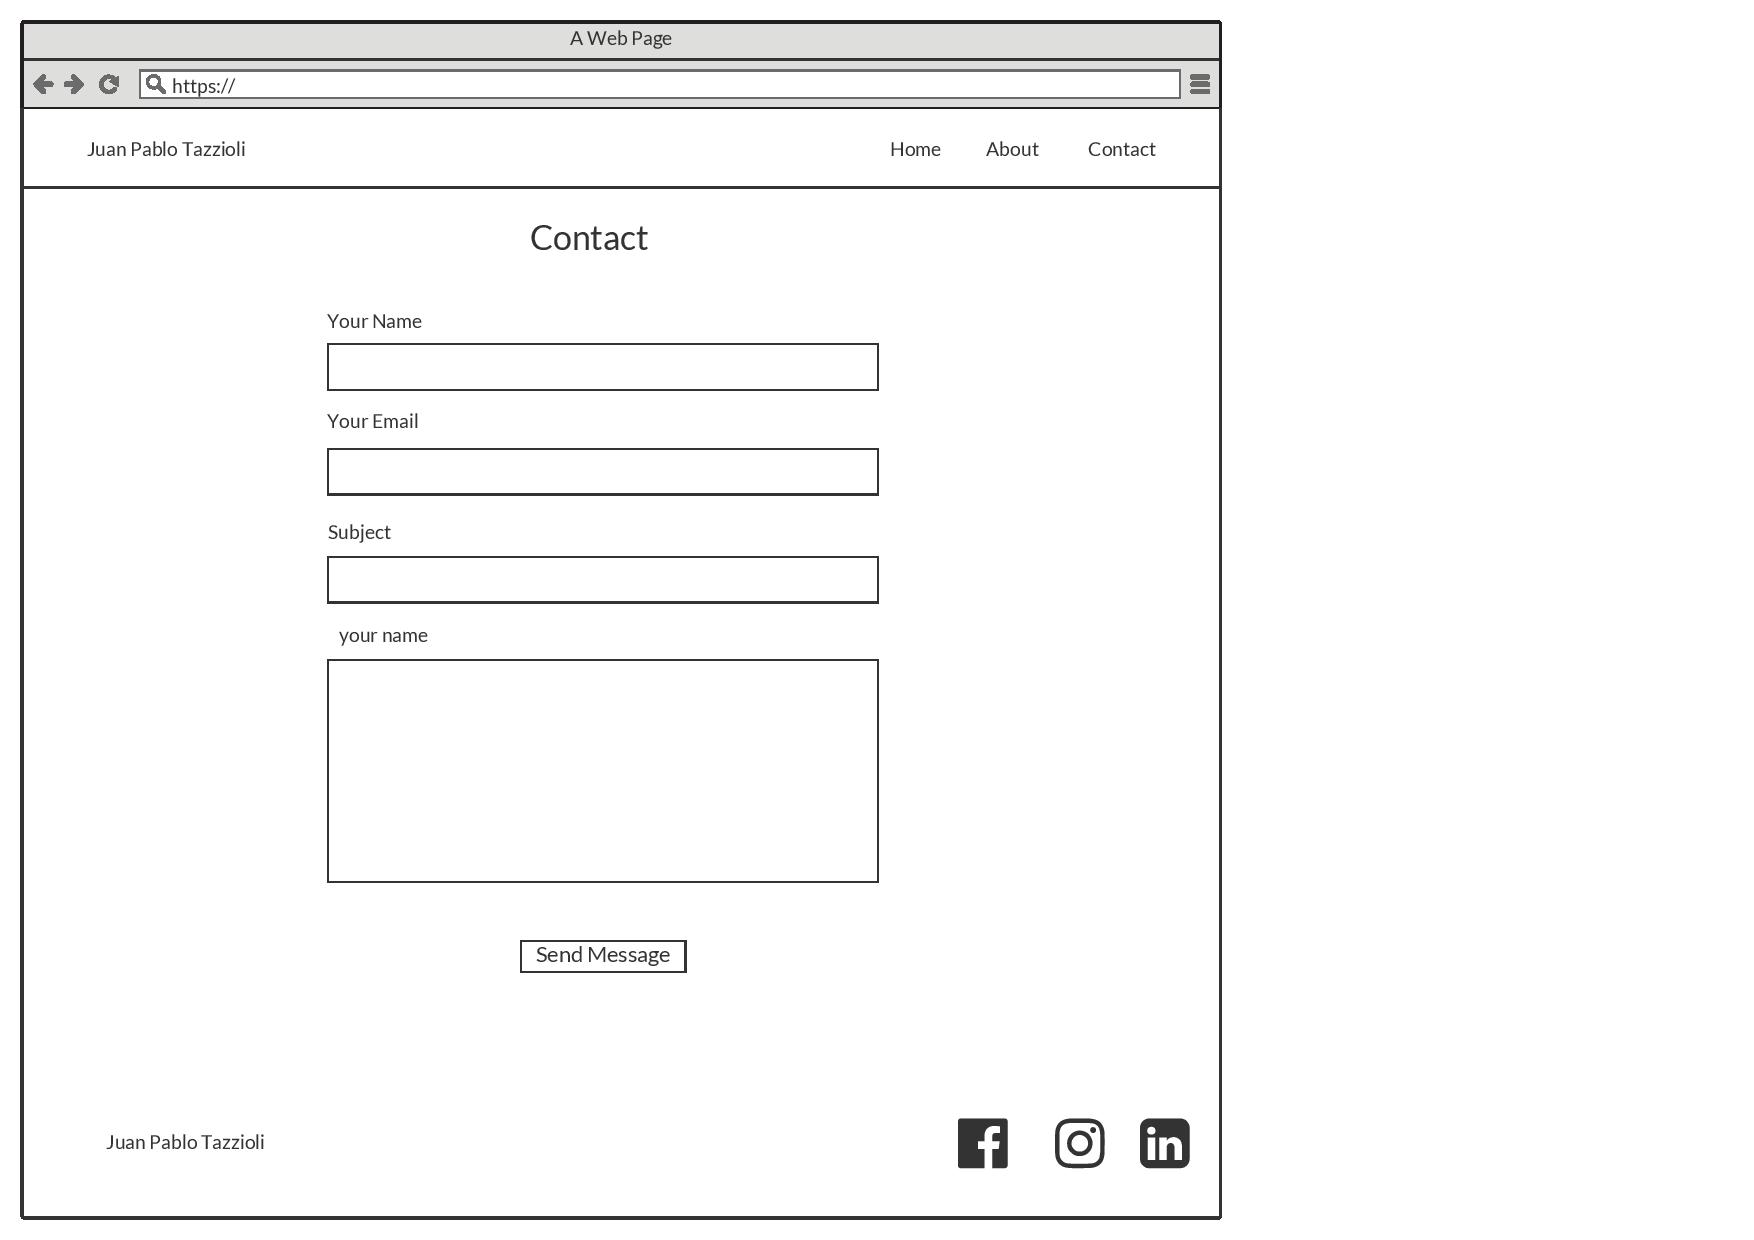 A Web Page
https://
Juan Pablo Tazzioli Home About Contact
Contact
Your Name
Your Email
Subject
your name
Send Message
Juan Pablo Tazzioli